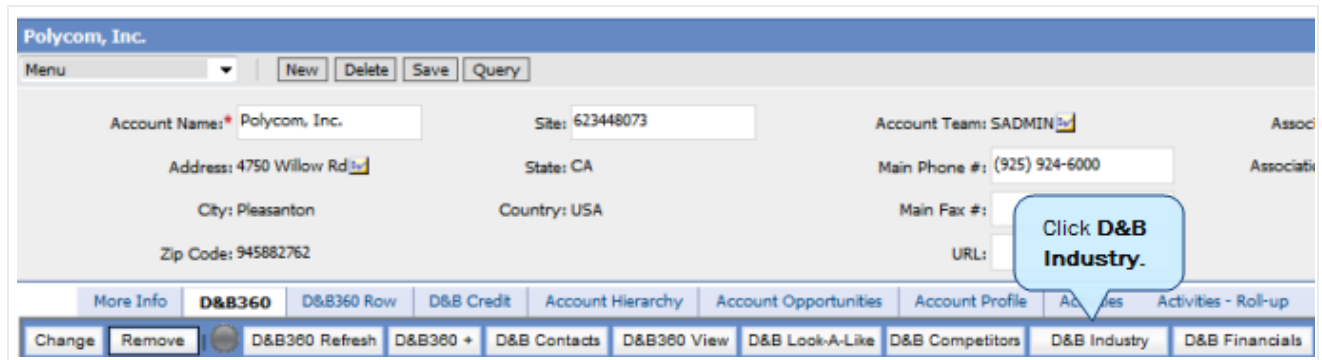 Polycom, Inc.
Menu New Delete Save Query
Account Name:* Polycom, Inc. Site: 623448073 Account Team: SADMIN Associ
Address: 4750 Willow Rd State: CA Main Phone #: (925) 924-6000 Associati
City: Pleasanton Country: USA Main Fax #:
Zip Code: 945882762 URL:
Click D&B
Industry.
More Info D&B360 D&B360 Row D&B Credit Account Hierarchy Account Opportunities Account Profile Activities - Roll-up
Change Remove D&B360 Refresh D&B360 + D&B Contacts D&B360 View D&B Look-A-Like D&B Competitors D&B Industry D&B Financials